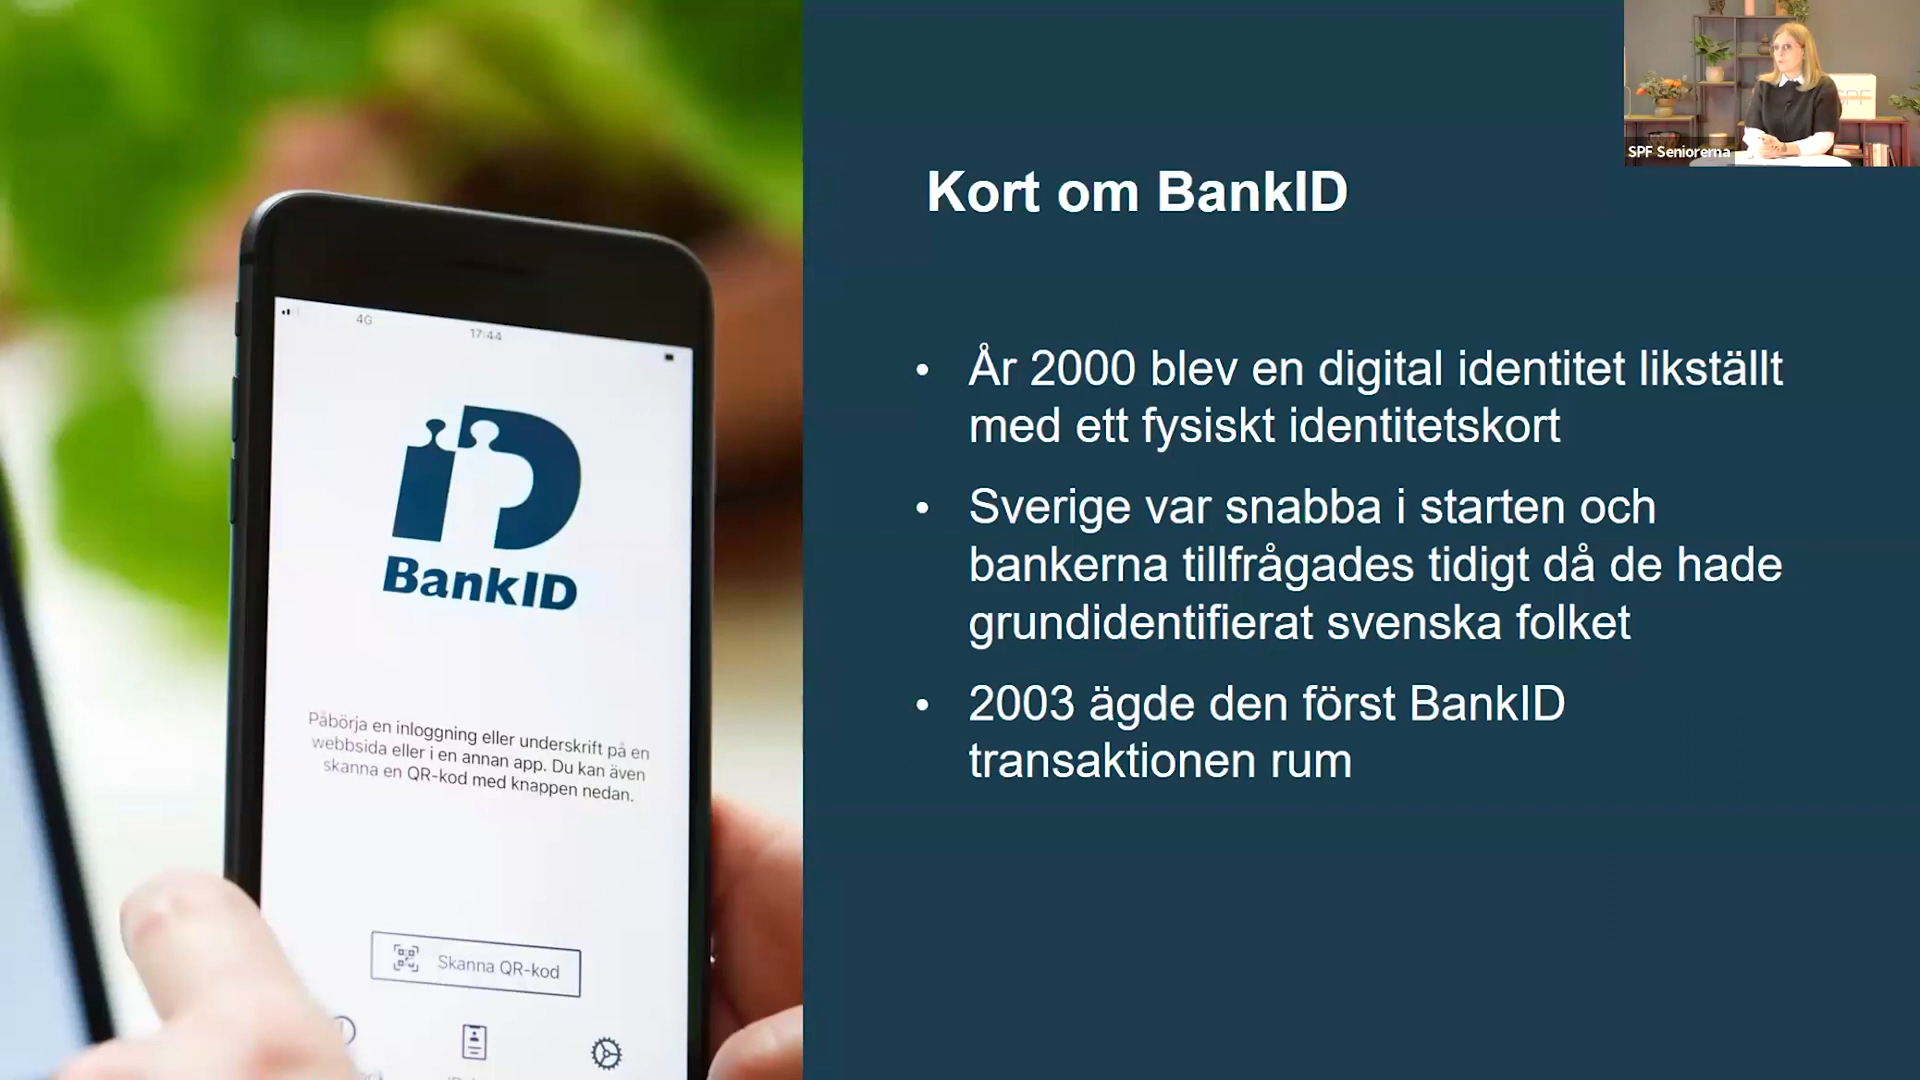 SPF
SPF Seniorerna
Kort om BankID
• År 2000 blev en digital identitet likställt
med ett fysiskt identitetskort
• Sverige var snabba i starten och
bankerna tillfrågades tidigt då de hade
grundidentifierat svenska folket
• 2003 ägde den först BankID
transaktionen rum
4G
17:44
BankID
Påbörja en inloggning eller underskrift på en
webbsida eller i en annan app. Du kan även
skanna en QR-kod med knappen nedan.
Skanna QR-kod